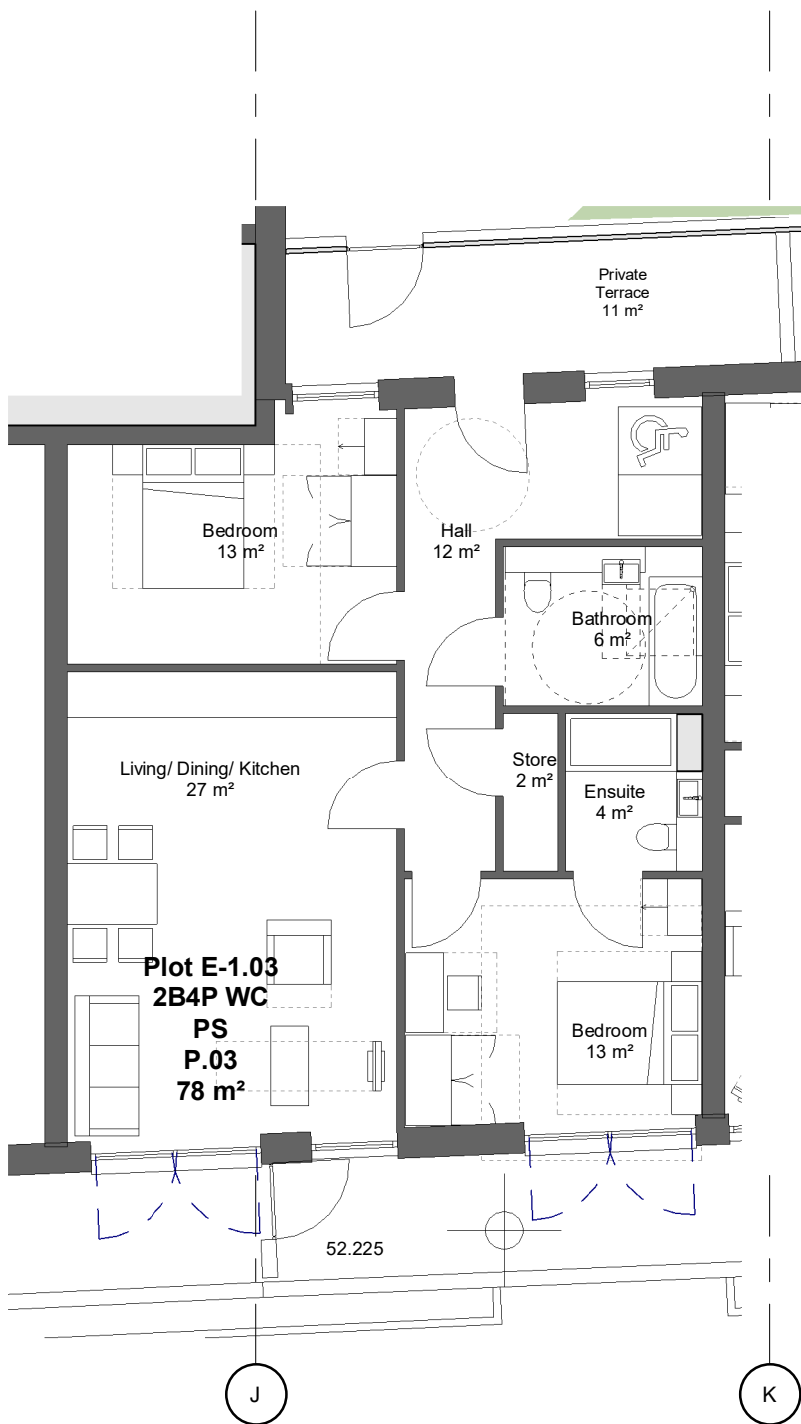 Private
Terrace
11 m²
Bedroom
13 m²
Hall
12 m²
Bathroom
6 m²
Living/ Dining/ Kitchen
27 m²
Store
2 m²
Ensuite
4 m²
Plot E-1.03
2B4P WC
PS
P.03
78 m²
Bedroom
13 m²
52.225
J
K